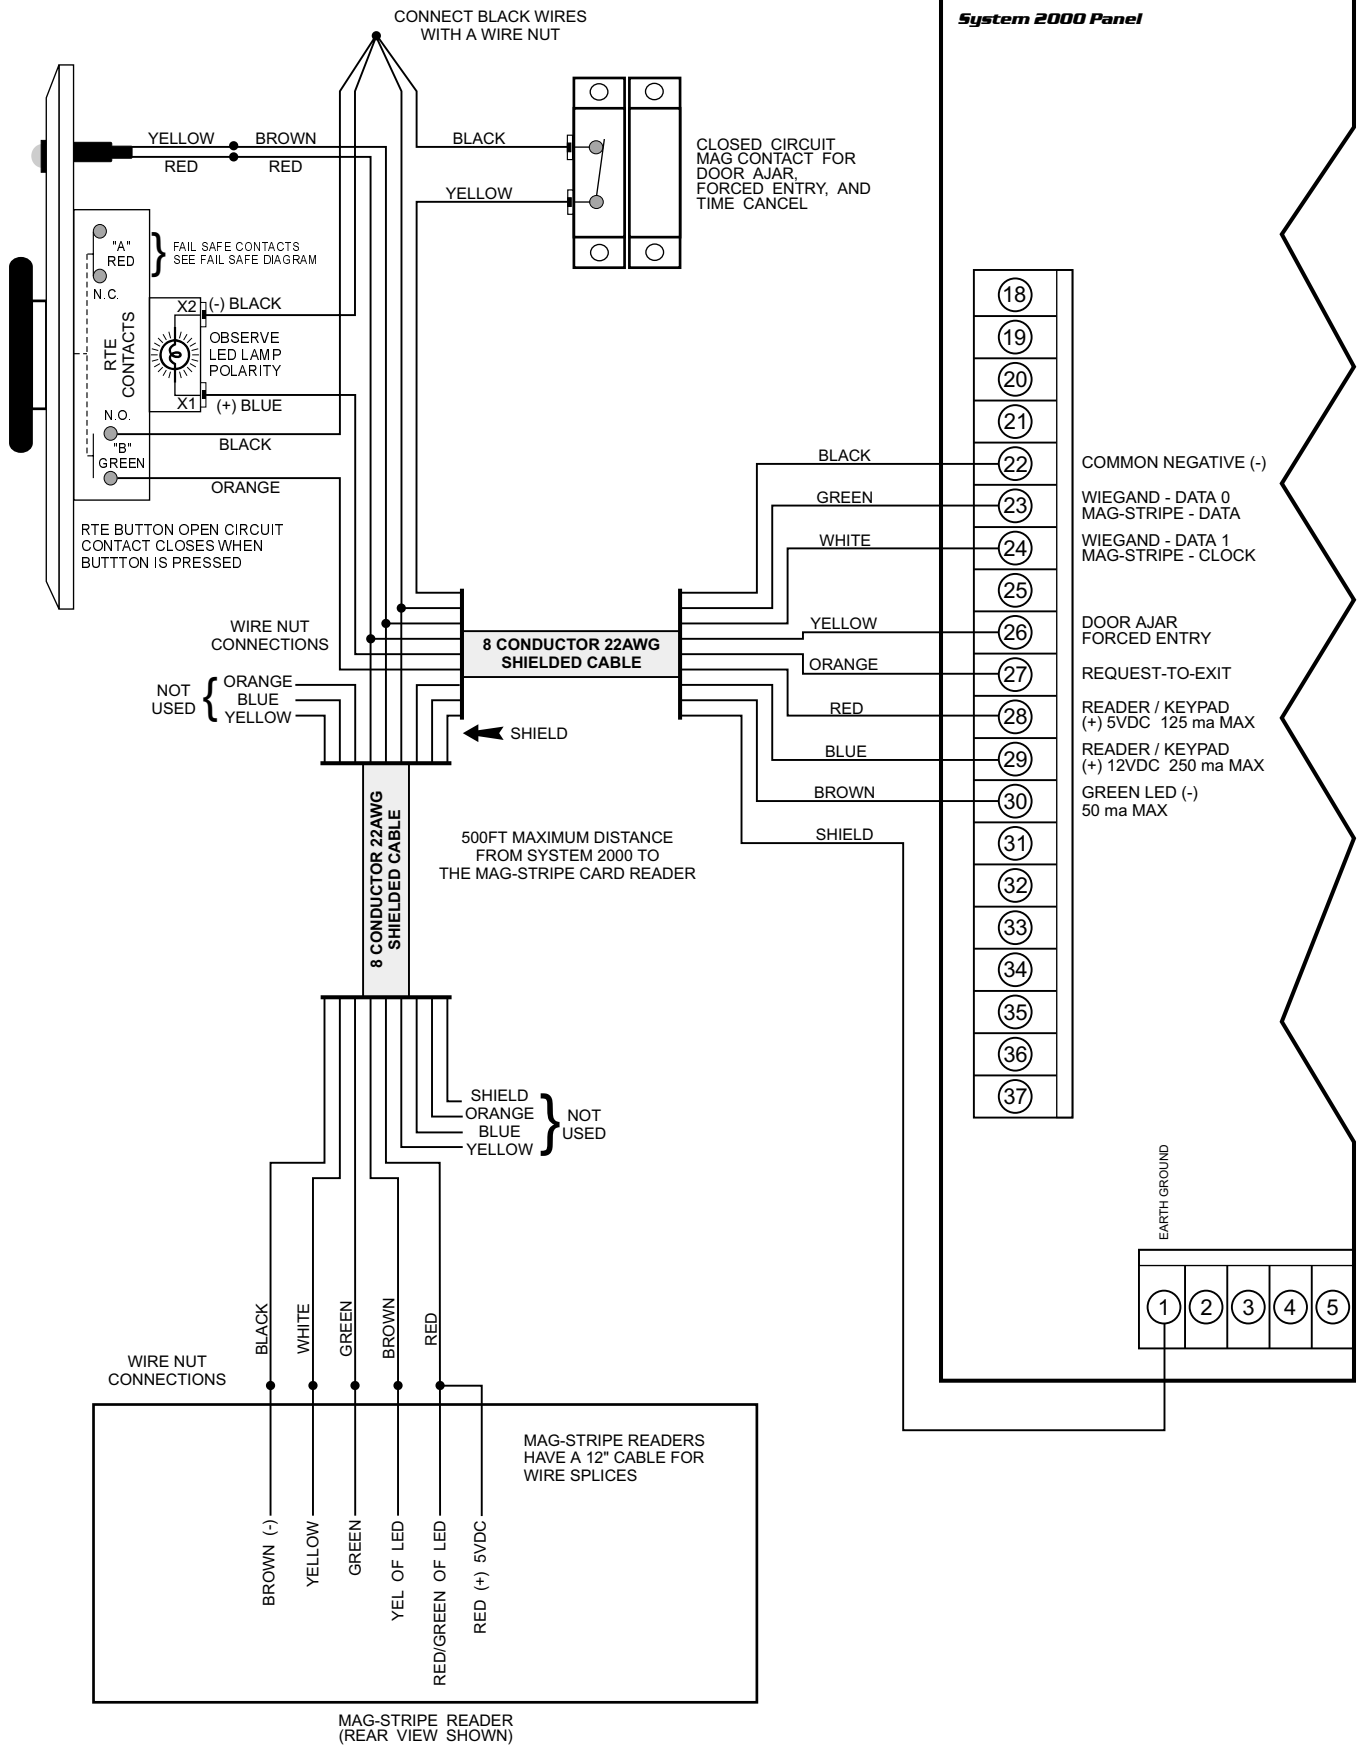 CONNECT BLACK WIRES
WITH A WIRE NUT
System 2000 Panel
YELLOW
BROWN
RED
RED
BLACK
YELLOW
CLOSED CIRCUIT
MAG CONTACT FOR
DOOR AJAR,
FORCED ENTRY, AND
TIME CANCEL
"A"
RED
N.C.
FAIL SAFE CONTACTS
SEE FAIL SAFE DIAGRAM
X2
(-) BLACK
OBSERVE
LED LAMP
POLARITY
RTE
CONTACTS
X1
(+) BLUE
N.O.
"B"
GREEN
BLACK
ORANGE
RTE BUTTON OPEN CIRCUIT
CONTACT CLOSES WHEN
BUTTTON IS PRESSED
18
19
20
21
BLACK
22
COMMON NEGATIVE (-)
GREEN
23
WIEGAND - DATA 0
MAG-STRIPE - DATA
WHITE
24
WIEGAND - DATA 1
MAG-STRIPE - CLOCK
25
YELLOW
26
DOOR AJAR
FORCED ENTRY
ORANGE
27
REQUEST-TO-EXIT
RED
28
READER / KEYPAD
(+) 5VDC 125 ma MAX
BLUE
29
READER / KEYPAD
(+) 12VDC 250 ma MAX
BROWN
30
GREEN LED (-)
50 ma MAX
SHIELD
31
32
33
34
35
36
37
WIRE NUT
CONNECTIONS
8 CONDUCTOR 22AWG
SHIELDED CABLE
NOT
USED
ORANGE
BLUE
YELLOW
SHIELD
8 CONDUCTOR 22AWG
SHIELDED CABLE
500FT MAXIMUM DISTANCE
FROM SYSTEM 2000 TO
THE MAG-STRIPE CARD READER
SHIELD
ORANGE
BLUE
YELLOW
NOT
USED
EARTH GROUND
1
2
3
4
5
BLACK
WHITE
GREEN
BROWN
RED
WIRE NUT
CONNECTIONS
MAG-STRIPE READERS
HAVE A 12" CABLE FOR
WIRE SPLICES
BROWN (-)
YELLOW
GREEN
YEL OF LED
RED/GREEN OF LED
RED (+) 5VDC
MAG-STRIPE READER
(REAR VIEW SHOWN)